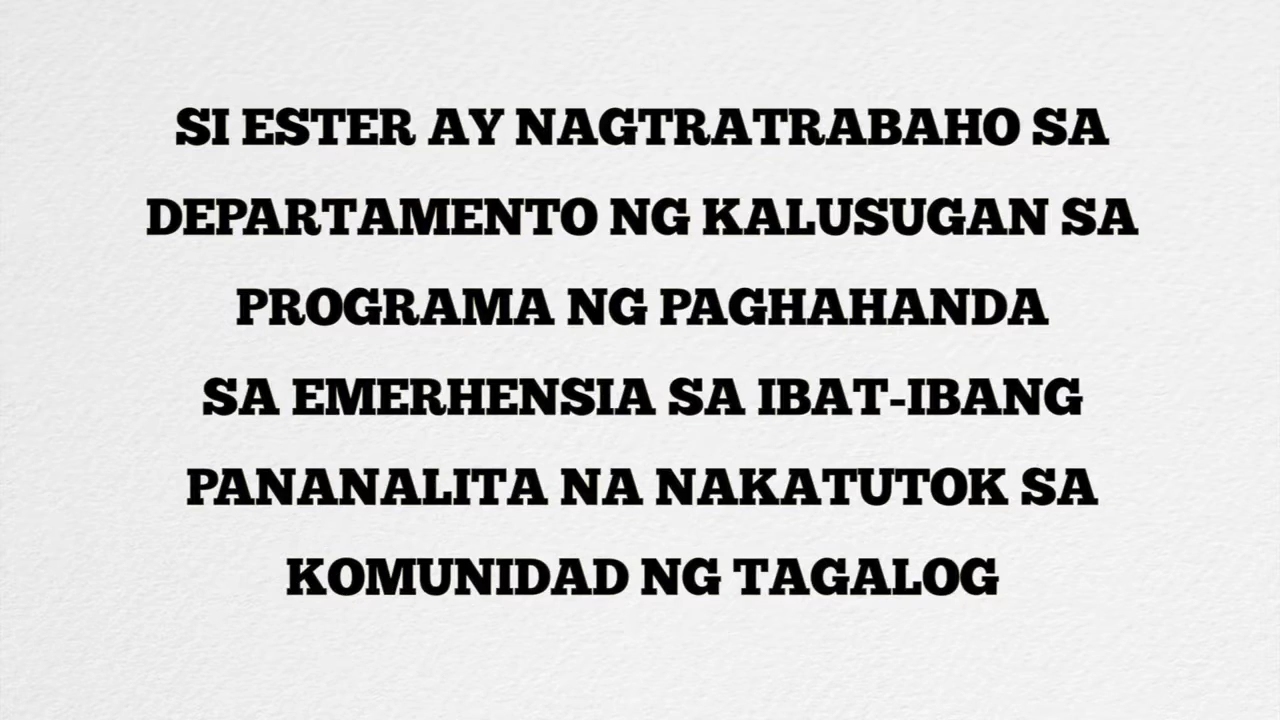 SI ESTER AY NAGTRATRABAHO SA
DEPARTAMENTO NG KALUSUGAN SA
PROGRAMA NG PAGHAHANDA
SA EMERHENSIA SA IBAT-IBANG
PANANALITA NA NAKATUTOK SA
KOMUNIDAD NG TAGALOG